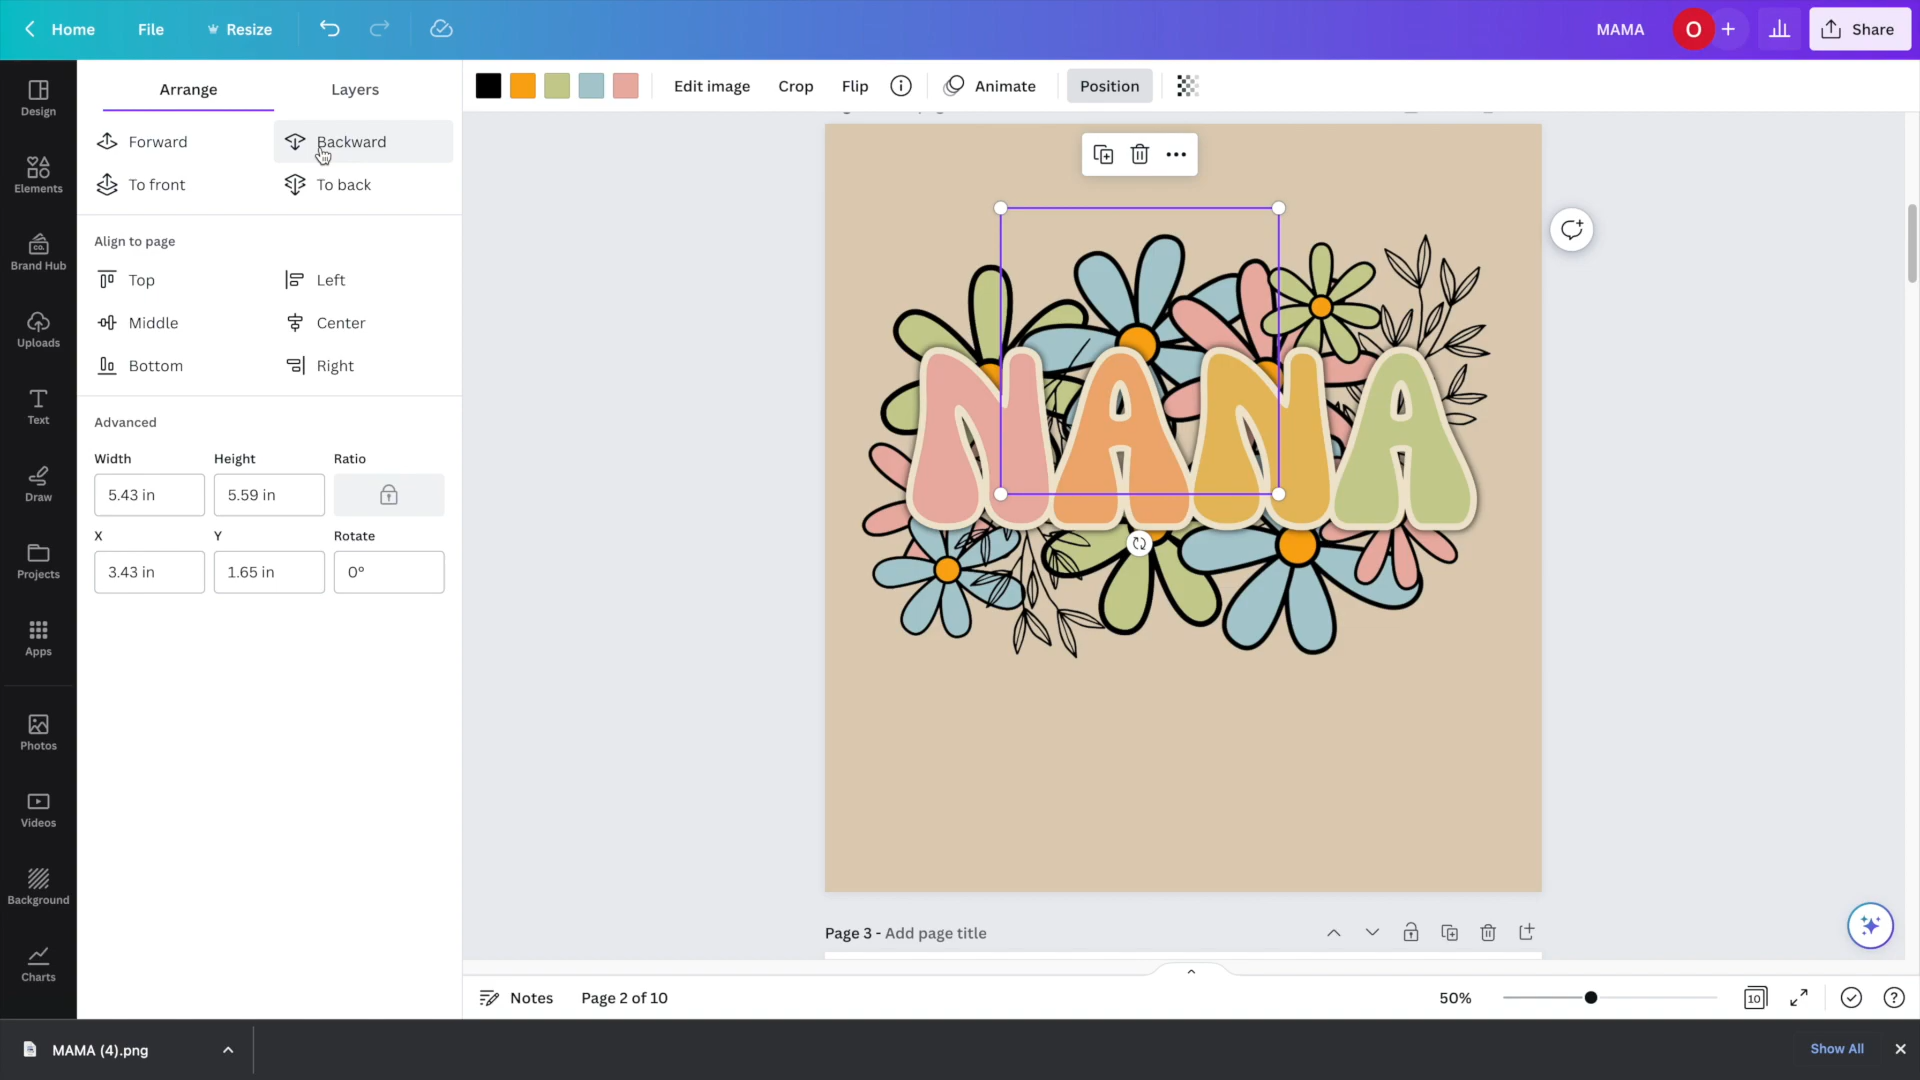 Home
File
Resize
MAMA
O
Share
Design
Elements
Brand Hub
CO.
Uploads
Text
Draw
Projects
Apps
Photos
Videos
Background
Charts
Arrange
Layers
Forward
Backward
To front
To back
Align to page
Top
Left
Middle
Center
Bottom
Right
Advanced
Width
Height
Ratio
5.43 in
5.59 in
X
Y
Rotate
3.43 in
1.65 in
0°
Edit image
Crop
Flip
Animate
Position
NANA
Page 3 - Add page title
Notes
Page 2 of 10
50%
10
MAMA (4).png
Show All